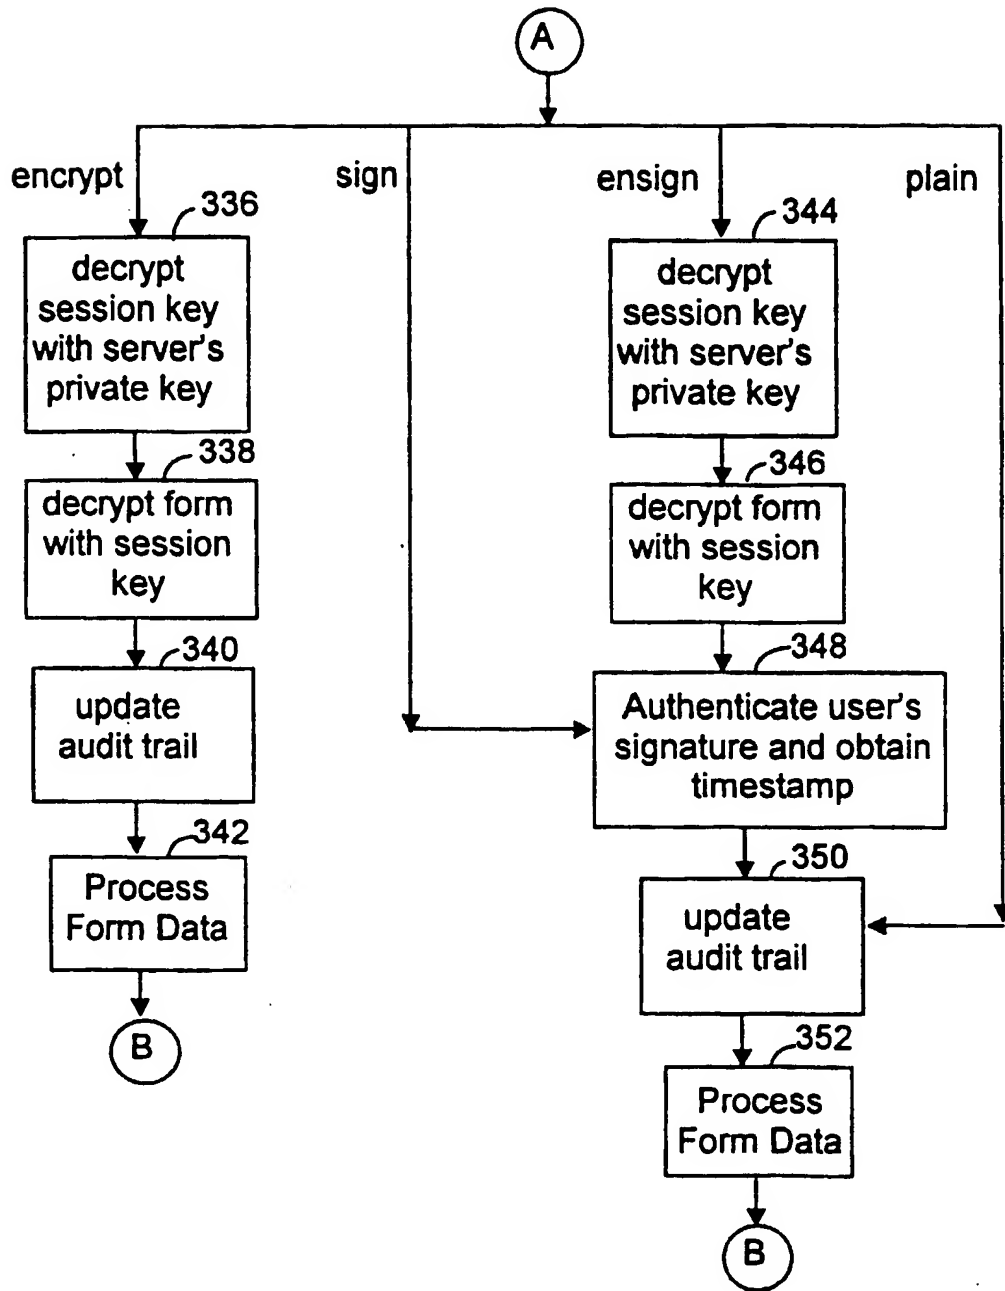 A
encrypt
sign
ensign
plain
336
decrypt
session key
with server's
private key
338
decrypt form
with session
key
340
update
audit trail
342
Process
Form Data
B
344
decrypt
session key
with server's
private key
346
decrypt form
with session
key
348
Authenticate user's
signature and obtain
timestamp
350
update
audit trail
352
Process
Form Data
B